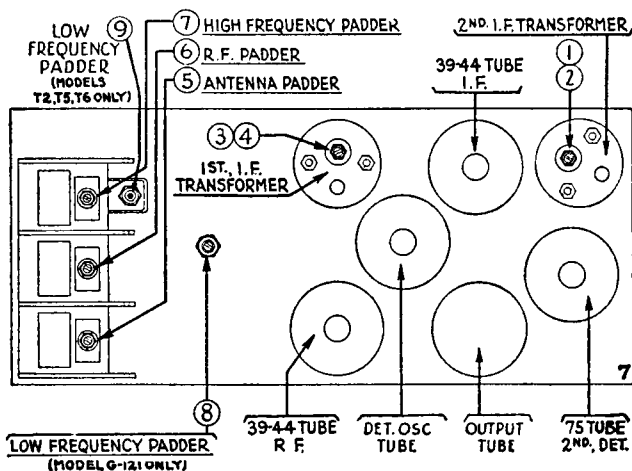 LOW
FREQUENCY
PADDER
(MODELS
T2,T5,T6 ONLY)
9
7 HIGH FREQUENCY PADDER
6 R.F. PADDER
5 ANTENNA PADDER
2ND. I.F. TRANSFORMER
39-44 TUBE
I.F.
1
2
3 4
1ST., I.F.
TRANSFORMER
7
8
LOW FREQUENCY PADDER
(MODEL G-121 ONLY)
39-44 TUBE
R F.
DET. OSC
TUBE
OUTPUT
TUBE
75 TUBE
2ND, DET.